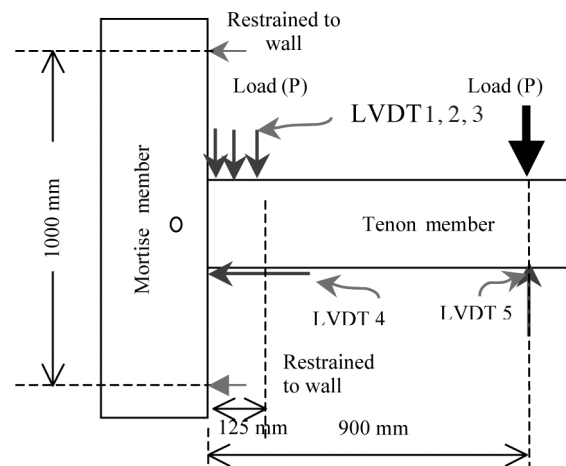 Restrained to
wall
Load (P)
Load (P)
LVDT 1, 2, 3
1000 mm
Mortise member
Tenon member
LVDT 4
LVDT 5
Restrained
to wall
125 mm
900 mm